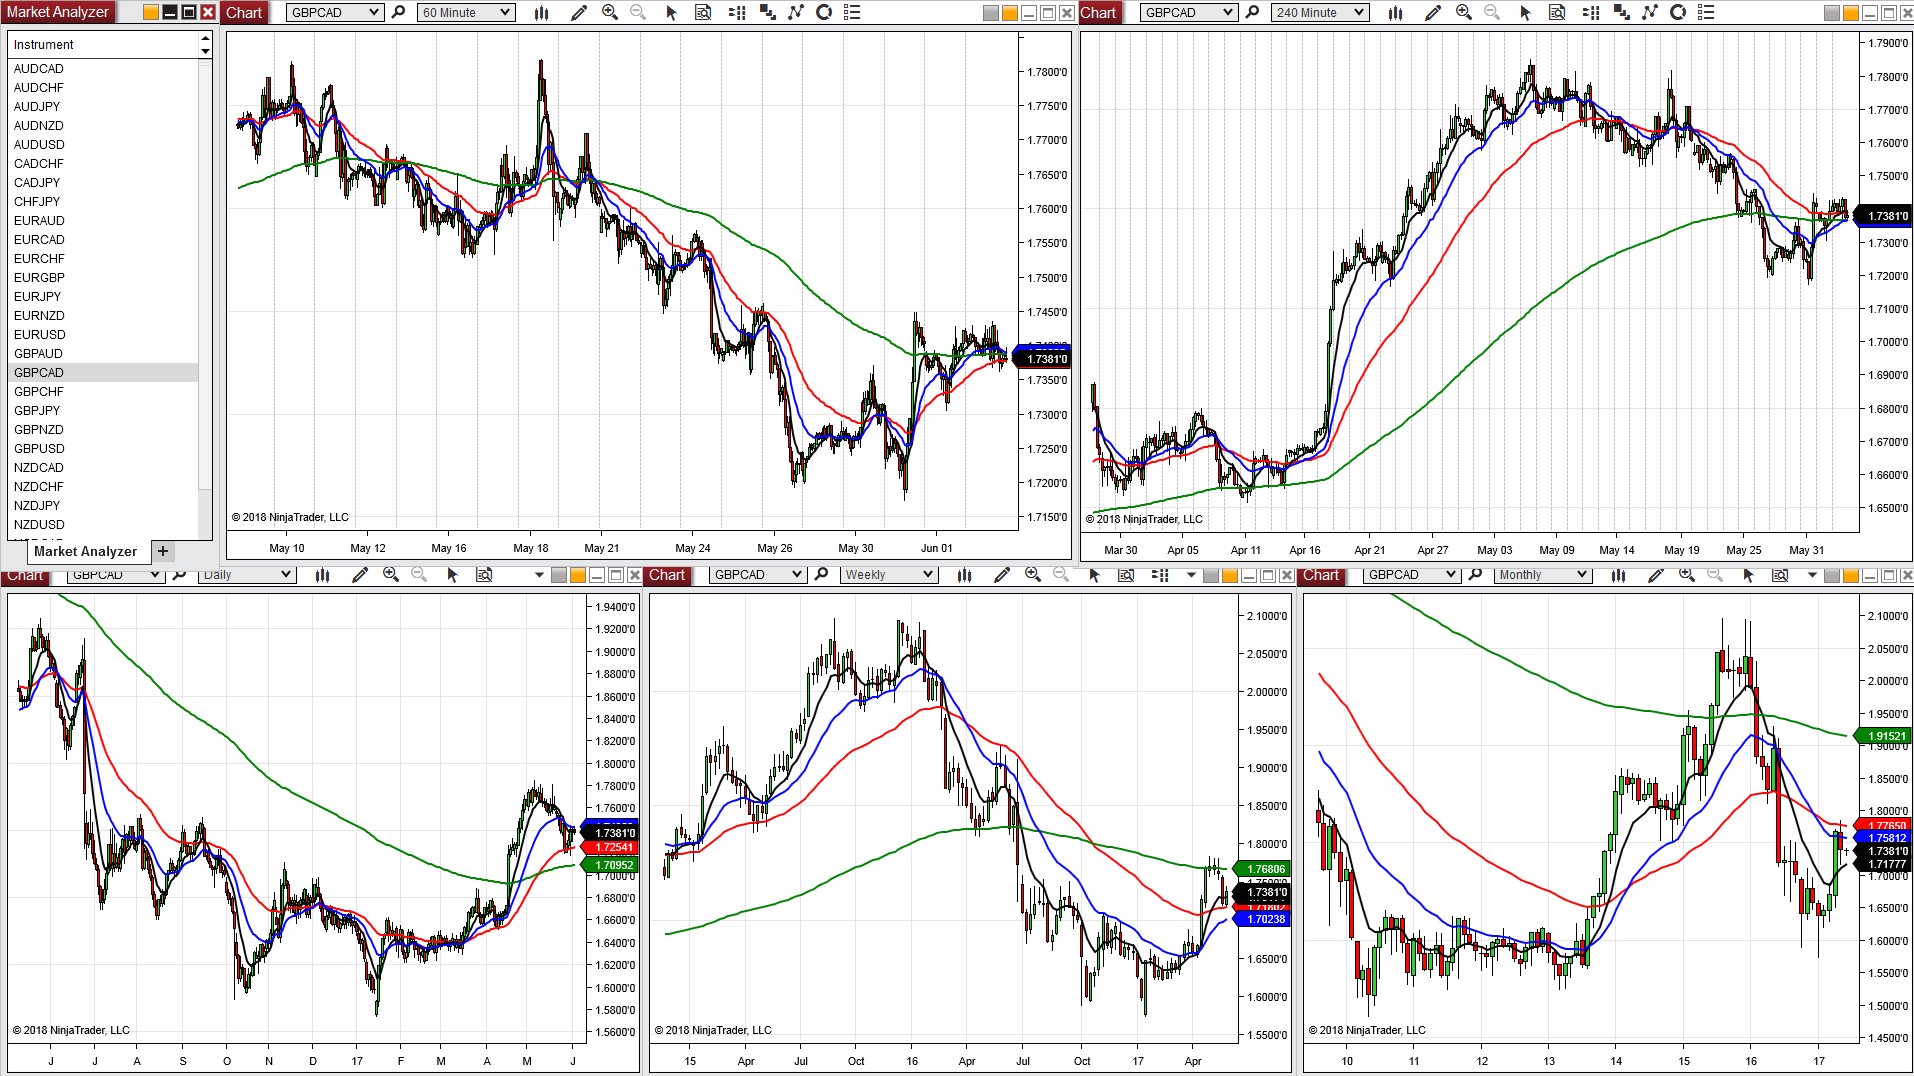 Market Analyzer
Instrument
AUDCAD
AUDCHF
AUDJPY
AUDNZD
AUDUSD
CADCHF
CADJPY
CHFJPY
EURAUD
EURCAD
EURCHF
EURGBP
EURJPY
EURNZD
EURUSD
GBPAUD
GBPCAD
GBPCHF
GBPJPY
GBPNZD
GBPUSD
NZDCAD
NZDCHF
NZDJPY
NZDUSD
Market Analyzer +
Chart GBPCAD 60 Minute
1.7800'0
1.7750'0
1.7700'0
1.7650'0
1.7600'0
1.7550'0
1.7500'0
1.7450'0
1.7381'0
1.7350'0
1.7300'0
1.7250'0
1.7200'0
1.7150'0
© 2018 NinjaTrader, LLC
May 10 May 12 May 16 May 18 May 21 May 24 May 26 May 30 Jun 01
Chart GBPCAD 240 Minute
1.7900'0
1.7800'0
1.7700'0
1.7600'0
1.7500'0
1.7381'0
1.7300'0
1.7200'0
1.7100'0
1.7000'0
1.6900'0
1.6800'0
1.6700'0
1.6600'0
1.6500'0
© 2018 NinjaTrader, LLC
Mar 30 Apr 05 Apr 11 Apr 16 Apr 21 Apr 27 May 03 May 09 May 14 May 19 May 25 May 31
Chart GBPCAD Daily
1.9400'0
1.9200'0
1.9000'0
1.8800'0
1.8600'0
1.8400'0
1.8200'0
1.8000'0
1.7800'0
1.7600'0
1.7381'0
1.72541
1.70952
1.7000'0
1.6800'0
1.6600'0
1.6400'0
1.6200'0
1.6000'0
1.5800'0
1.5600'0
© 2018 NinjaTrader, LLC
J J A S O N D 17 F M A M J
Chart GBPCAD Weekly
2.1000'0
2.0500'0
2.0000'0
1.9500'0
1.9000'0
1.8500'0
1.8000'0
1.76806
1.7381'0
1.70238
1.6500'0
1.6000'0
1.5500'0
© 2018 NinjaTrader, LLC
15 Apr Jul Oct 16 Apr Jul Oct 17 Apr
Chart GBPCAD Monthly
2.1000'0
2.0500'0
2.0000'0
1.9500'0
1.91521
1.9000'0
1.8500'0
1.8000'0
1.77650
1.75812
1.7381'0
1.71777
1.7000'0
1.6500'0
1.6000'0
1.5500'0
1.5000'0
1.4500'0
© 2018 NinjaTrader, LLC
10 11 12 13 14 15 16 17